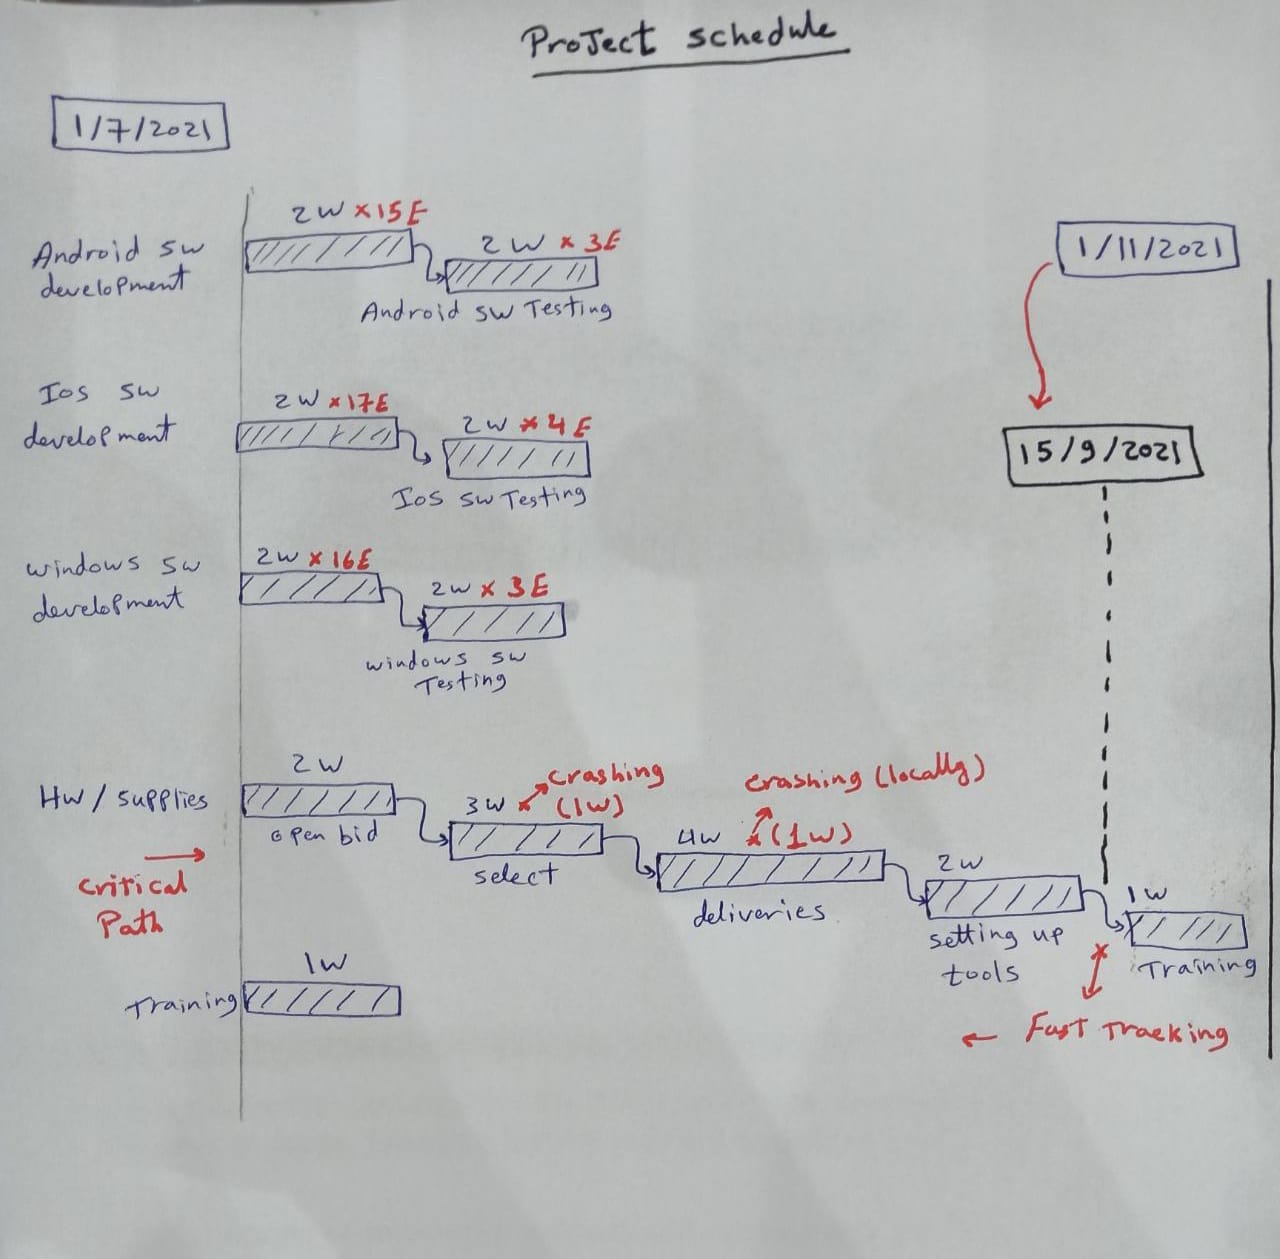 Project schedule
1/7/2021
2W x15E
Android SW
development
2W x 3E
Android SW Testing
1/11/2021
Ios SW
development
2W x17E
2W x 4E
Ios SW Testing
15/9/2021
windows SW
development
2W x 16E
2W x 3E
windows SW
Testing
HW / supplies
2W
open bid
3W
crashing
(1W)
select
4W
crashing (locally)
(1W)
deliveries
2W
setting up
tools
1W
Training
critical
Path
Fast Tracking
Training
1W